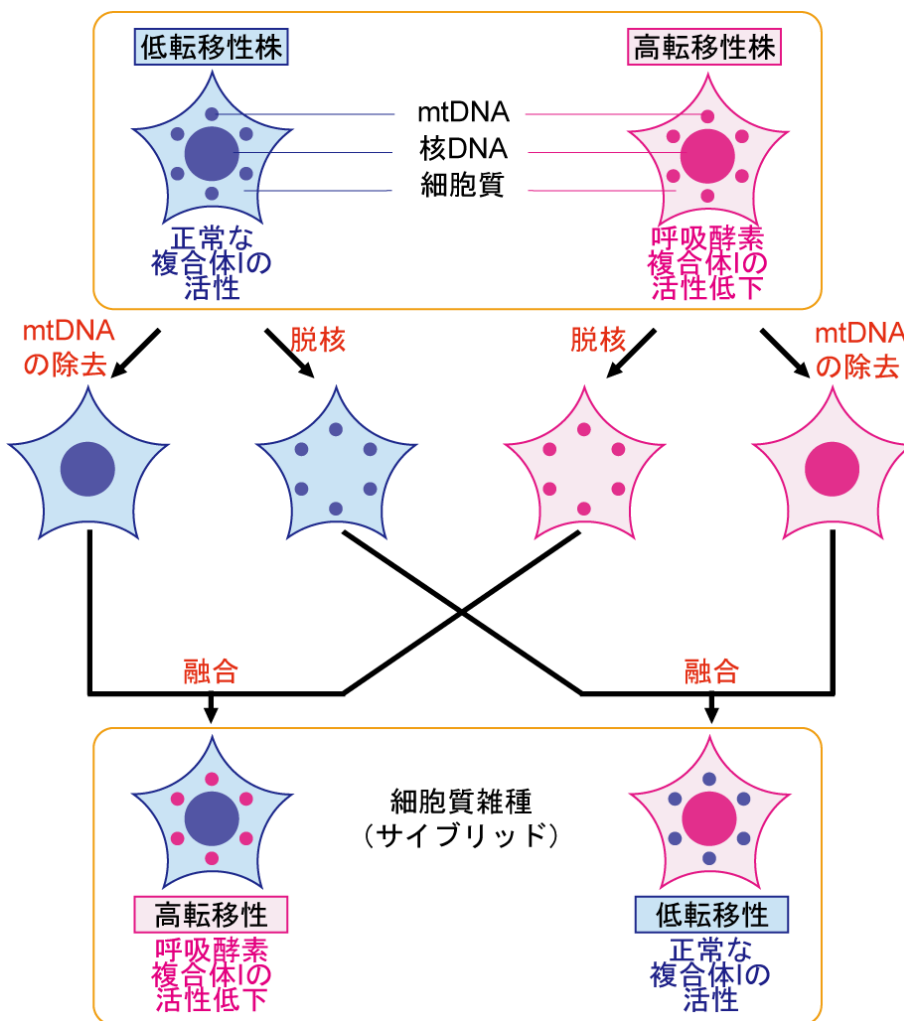 低転移性株
高転移性株
mtDNA
核DNA
細胞質
正常な
複合体Iの
活性
呼吸酵素
複合体Iの
活性低下
mtDNA
の除去
脱核
脱核
mtDNA
の除去
融合
融合
細胞質雑種
（サイブリッド）
高転移性
呼吸酵素
複合体Iの
活性低下
低転移性
正常な
複合体Iの
活性